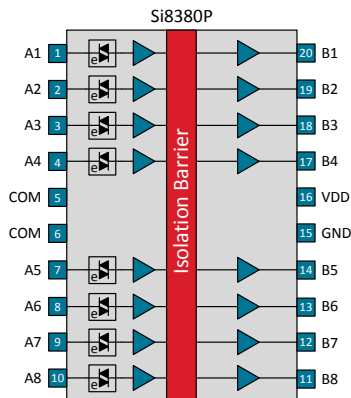 Si8380P
A1 1 e 20 B1
A2 2 e 19 B2
A3 3 e 18 B3
A4 4 e 17 B4
COM 5 16 VDD
COM 6 15 GND
Isolation Barrier
A5 7 e 14 B5
A6 8 e 13 B6
A7 9 e 12 B7
A8 10 e 11 B8